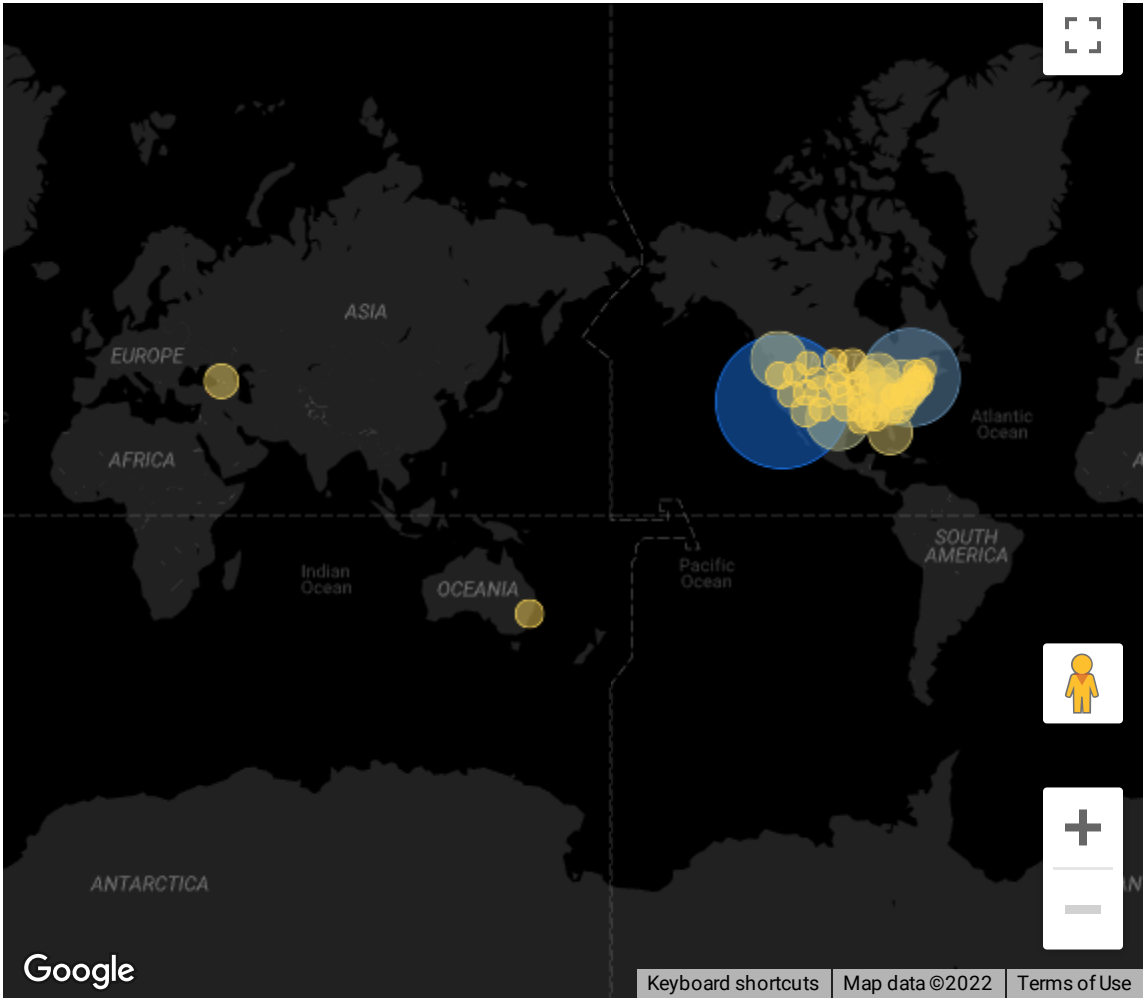 ASIA
EUROPE
Atlantic
Ocean
AFRICA
SOUTH
AMERICA
Indian
Ocean
OCEANIA
Pacific
Ocean
ANTARCTICA
AN
Google
Keyboard shortcuts
Map data ©2022
Terms of Use